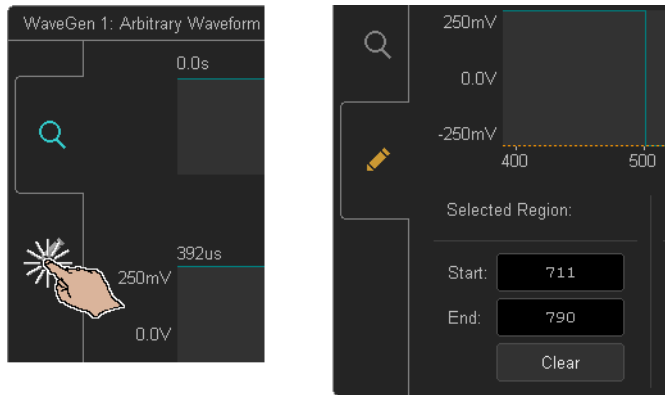 WaveGen 1: Arbitrary Waveform
0.0s
392us
250mV
0.0V
250mV
0.0V
-250mV
400 500
Selected Region:
Start: 711
End: 790
Clear